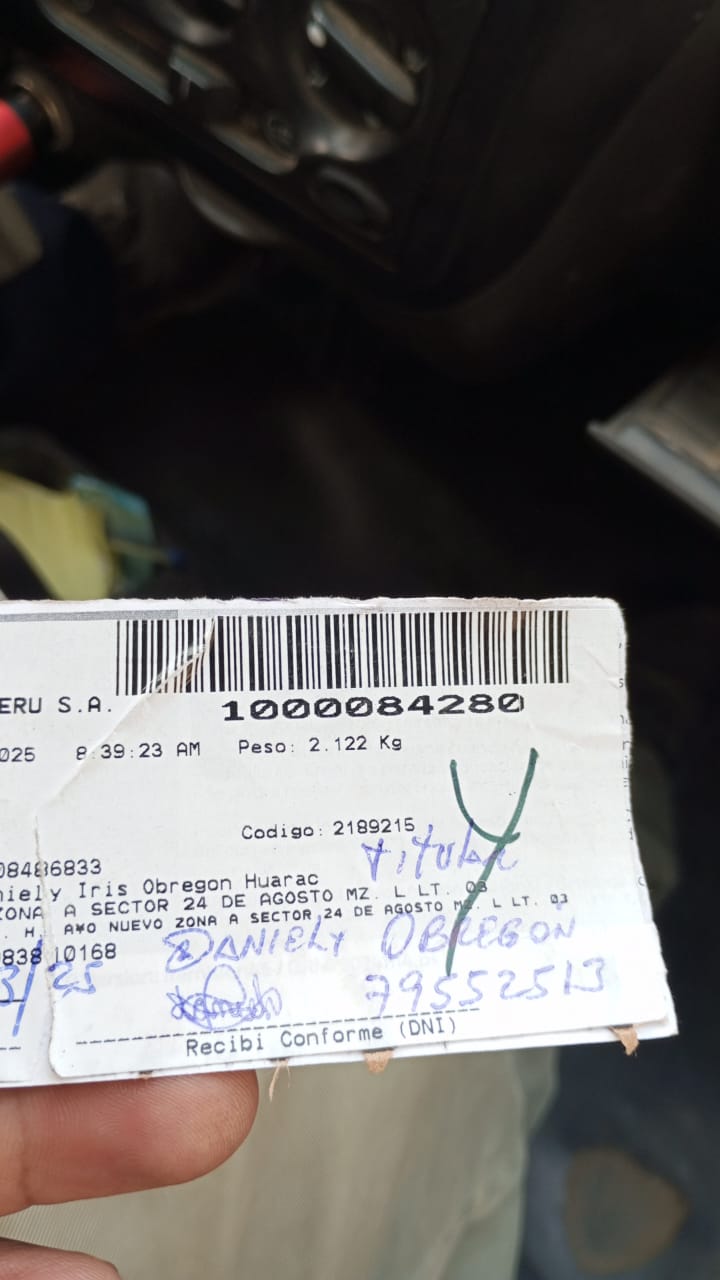 ERU S.A.
1000084280
025 8:39:23 AM Peso: 2.122 Kg
Codigo: 2189215
Titular
08486833
niely Iris Obregon Huarac
ZONA A SECTOR 24 DE AGOSTO MZ. L LT. 03
. H. A¥O NUEVO ZONA A SECTOR 24 DE AGOSTO MZ. L LT. 03
838 10168
3/25 DANIELY OBREGON
79552513
Recibi Conforme (DNI)